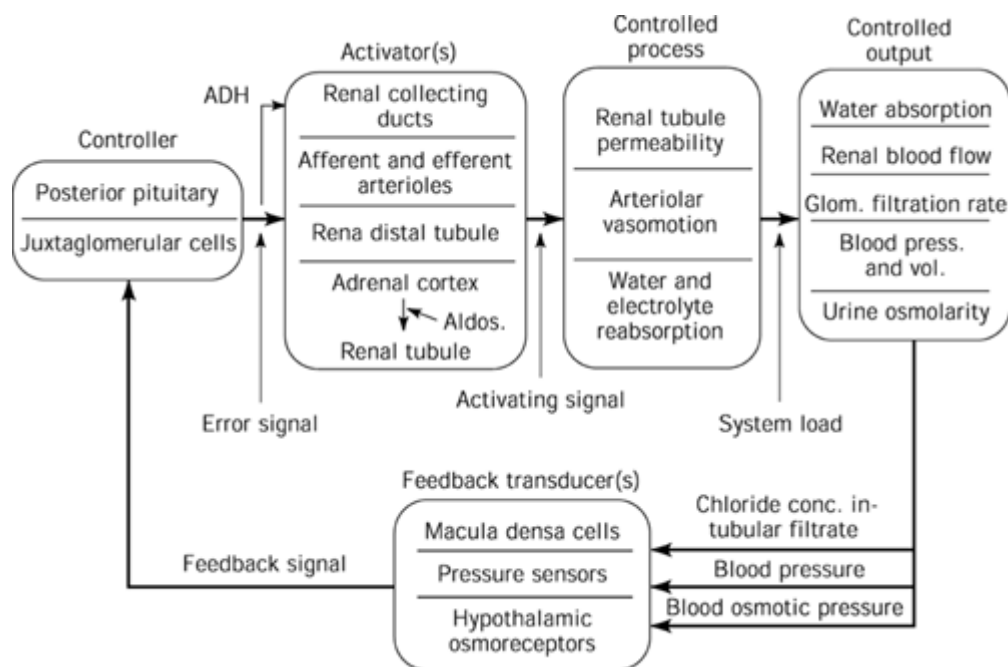 Controller
Posterior pituitary
Juxtaglomerular cells
ADH
Error signal
Activator(s)
Renal collecting
ducts
Afferent and efferent
arterioles
Rena distal tubule
Adrenal cortex
Aldos.
Renal tubule
Activating signal
Controlled
process
Renal tubule
permeability
Arteriolar
vasomotion
Water and
electrolyte
reabsorption
System load
Controlled
output
Water absorption
Renal blood flow
Glom. filtration rate
Blood press.
and vol.
Urine osmolarity
Feedback transducer(s)
Macula densa cells
Pressure sensors
Hypothalamic
osmoreceptors
Chloride conc. in-
tubular filtrate
Blood pressure
Blood osmotic pressure
Feedback signal